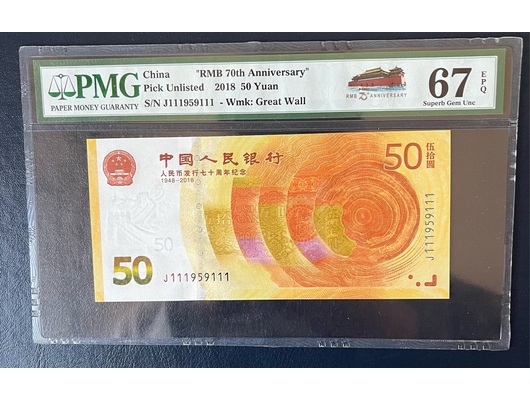 PMG
PAPER MONEY GUARANTY
China "RMB 70th Anniversary"
Pick Unlisted 2018 50 Yuan
S/N J111959111 - Wmk: Great Wall
RMB 70th ANNIVERSARY
67 EPQ
Superb Gem Unc
中国人民银行
人民币发行七十周年纪念
1948-2018
50 伍拾圆
50
50
J111959111
J111959111